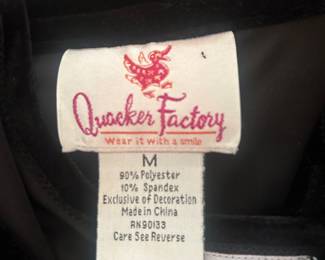 Quacker Factory
Wear it with a smile
M
90% Polyester
10% Spandex
Exclusive of Decoration
Made in China
RN90133
Care See Reverse